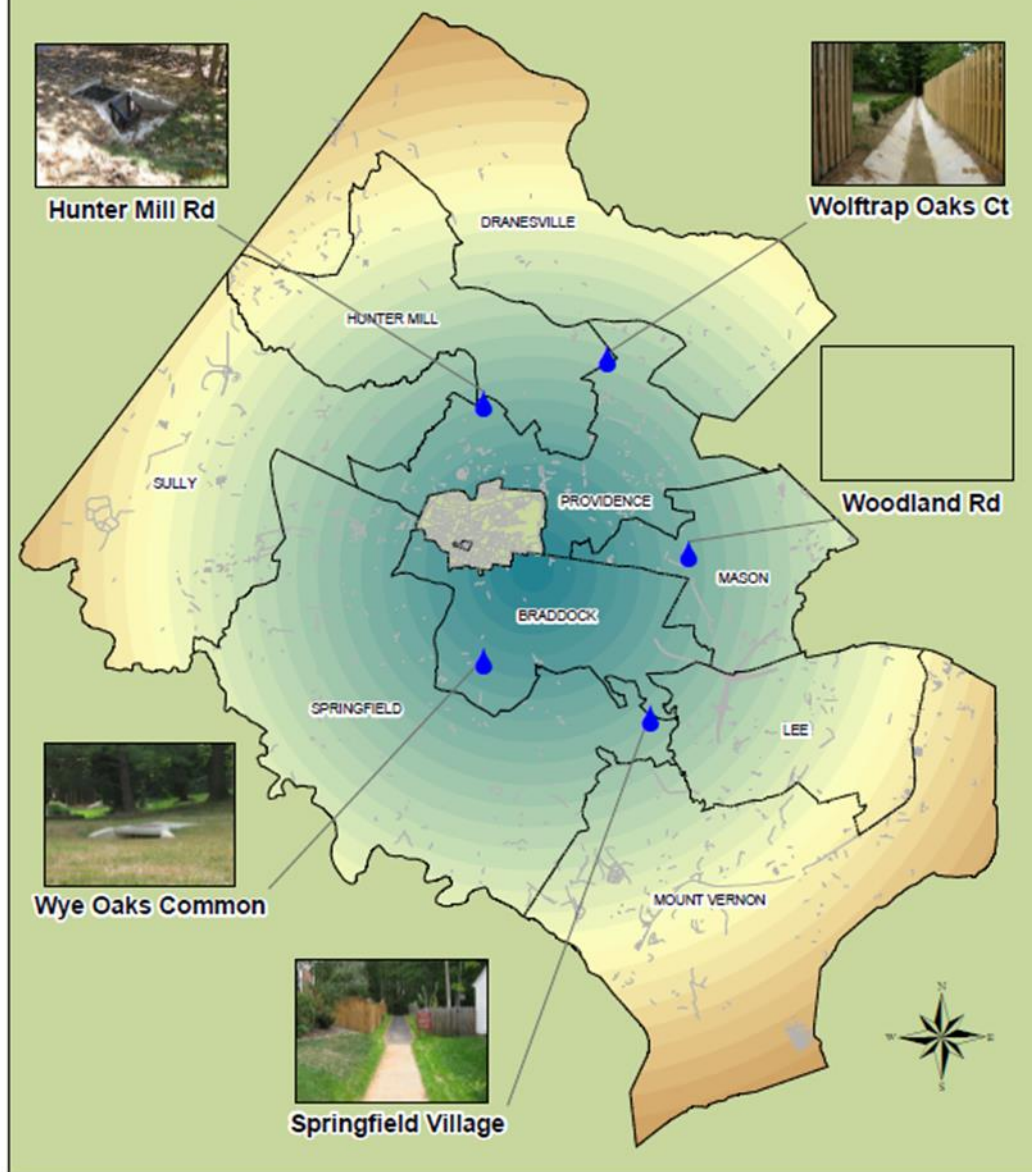 Hunter Mill Rd
Wolftrap Oaks Ct
DRANESVILLE
HUNTER MILL
SULLY
PROVIDENCE
Woodland Rd
MASON
BRADDOCK
SPRINGFIELD
LEE
Wye Oaks Common
MOUNT VERNON
N
W
E
S
Springfield Village